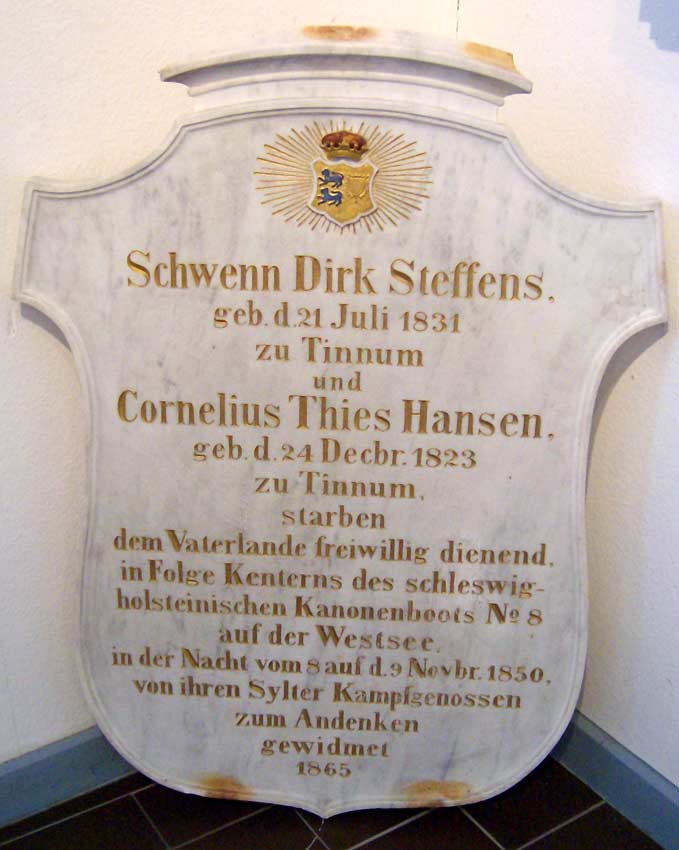 Schwenn Dirk Steffens,
geb. d. 21 Juli 1831
zu Tinnum
und
Cornelius Thies Hansen,
geb. d. 24 Decbr. 1823
zu Tinnum,
starben
dem Vaterlande freiwillig dienend,
in Folge Kenterns des schleswig-
holsteinischen Kanonenboots No 8
auf der Westsee,
in der Nacht vom 8 auf d. 9 Novbr. 1850,
von ihren Sylter Kampfgenossen
zum Andenken
gewidmet
1865